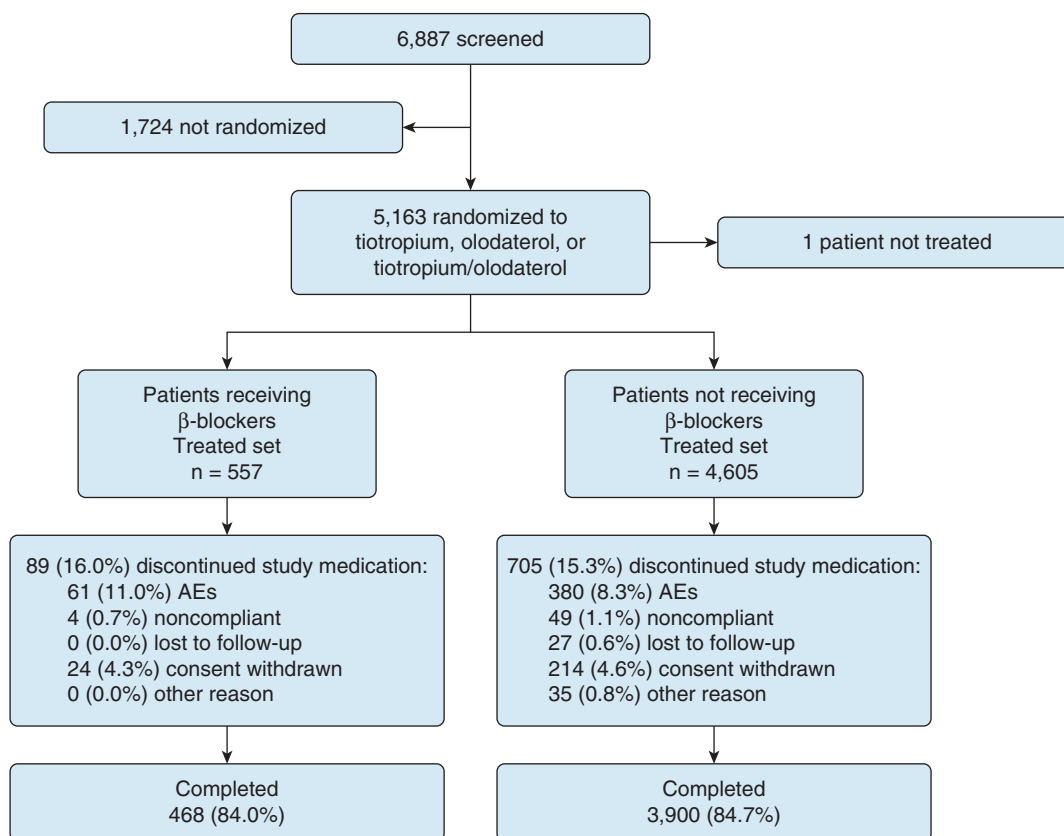 6,887 screened
1,724 not randomized
5,163 randomized to
tiotropium, olodaterol, or
tiotropium/olodaterol
1 patient not treated
Patients receiving
β-blockers
Treated set
n = 557
Patients not receiving
β-blockers
Treated set
n = 4,605
89 (16.0%) discontinued study medication:
61 (11.0%) AEs
4 (0.7%) noncompliant
0 (0.0%) lost to follow-up
24 (4.3%) consent withdrawn
0 (0.0%) other reason
705 (15.3%) discontinued study medication:
380 (8.3%) AEs
49 (1.1%) noncompliant
27 (0.6%) lost to follow-up
214 (4.6%) consent withdrawn
35 (0.8%) other reason
Completed
468 (84.0%)
Completed
3,900 (84.7%)